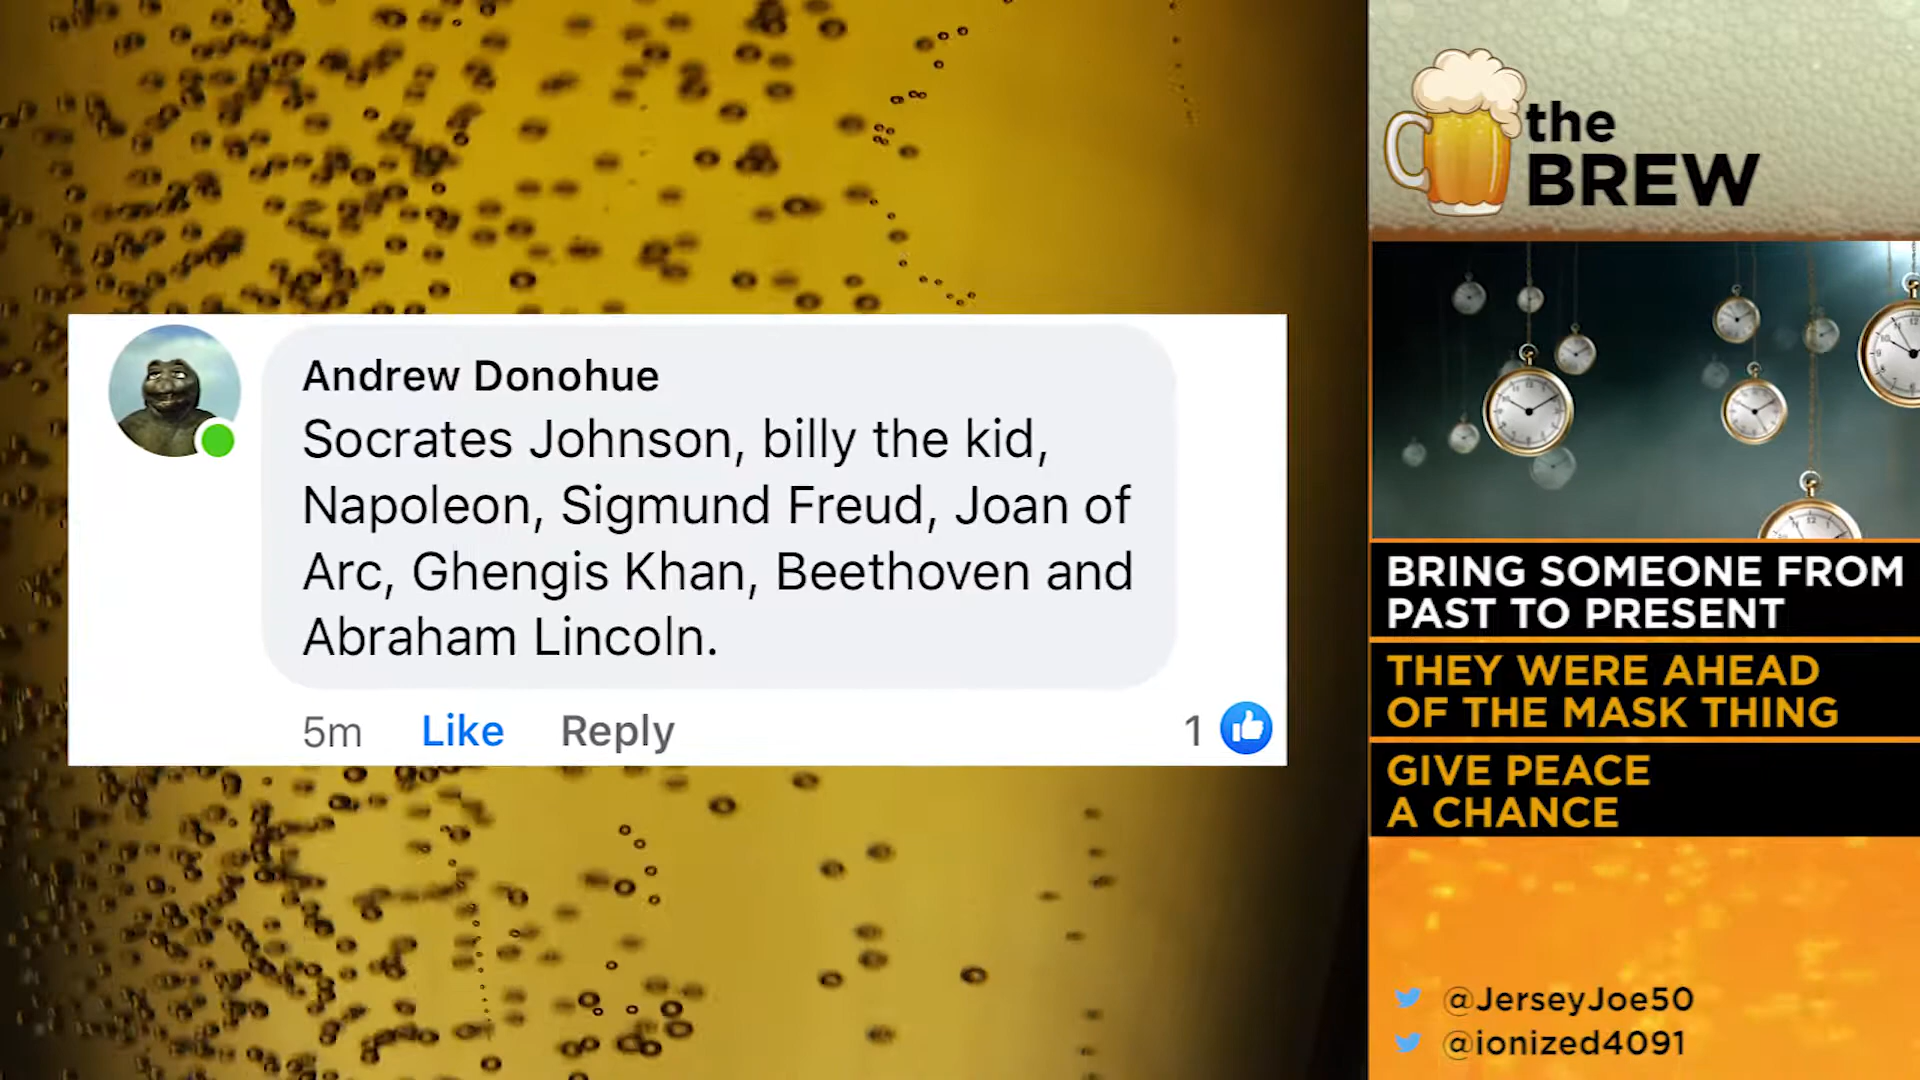 Andrew Donohue
Socrates Johnson, billy the kid,
Napoleon, Sigmund Freud, Joan of
Arc, Ghengis Khan, Beethoven and
Abraham Lincoln.
5m Like Reply 1
the
BREW
BRING SOMEONE FROM
PAST TO PRESENT
THEY WERE AHEAD
OF THE MASK THING
GIVE PEACE
A CHANCE
@JerseyJoe50
@ionized4091